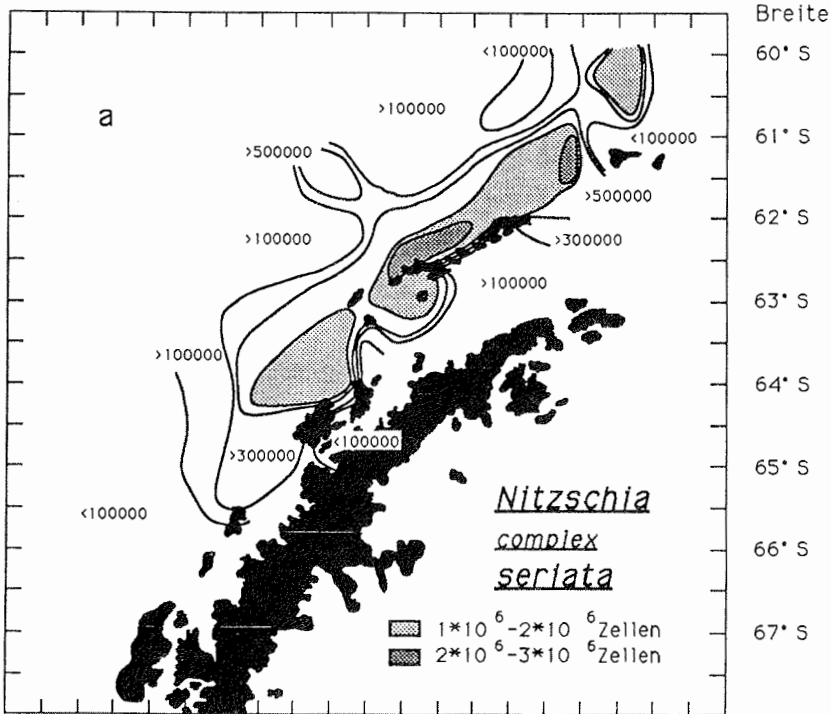 Breite
<100000
60° S
a
>100000
61° S
<100000
>500000
>500000
62° S
>100000
>300000
>100000
63° S
>100000
64° S
<100000
>300000
65° S
<100000
Nitzschia
complex
seriata
66° S
1*10 6-2*10 6Zellen
67° S
2*10 6-3*10 6Zellen